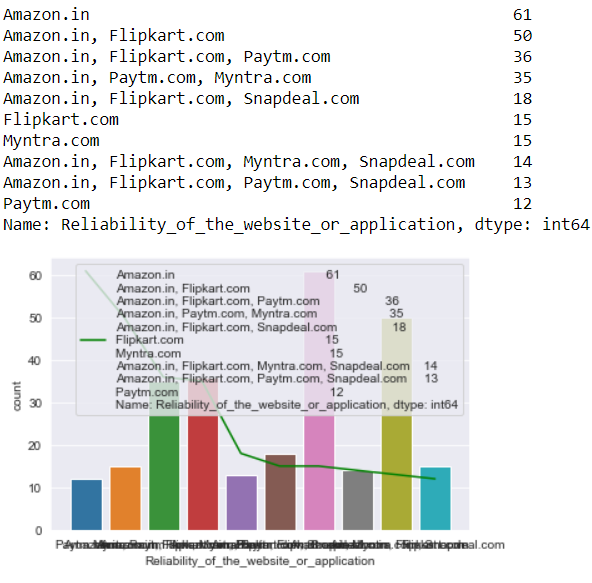 Amazon.in 61
Amazon.in, Flipkart.com 50
Amazon.in, Flipkart.com, Paytm.com 36
Amazon.in, Paytm.com, Myntra.com 35
Amazon.in, Flipkart.com, Snapdeal.com 18
Flipkart.com 15
Myntra.com 15
Amazon.in, Flipkart.com, Myntra.com, Snapdeal.com 14
Amazon.in, Flipkart.com, Paytm.com, Snapdeal.com 13
Paytm.com 12
Name: Reliability_of_the_website_or_application, dtype: int64
60
50
40
30
20
10
0
count
Amazon.in 61
Amazon.in, Flipkart.com 50
Amazon.in, Flipkart.com, Paytm.com 36
Amazon.in, Paytm.com, Myntra.com 35
Amazon.in, Flipkart.com, Snapdeal.com 18
Flipkart.com 15
Myntra.com 15
Amazon.in, Flipkart.com, Myntra.com, Snapdeal.com 14
Amazon.in, Flipkart.com, Paytm.com, Snapdeal.com 13
Paytm.com 12
Name: Reliability_of_the_website_or_application, dtype: int64
Reliability_of_the_website_or_application